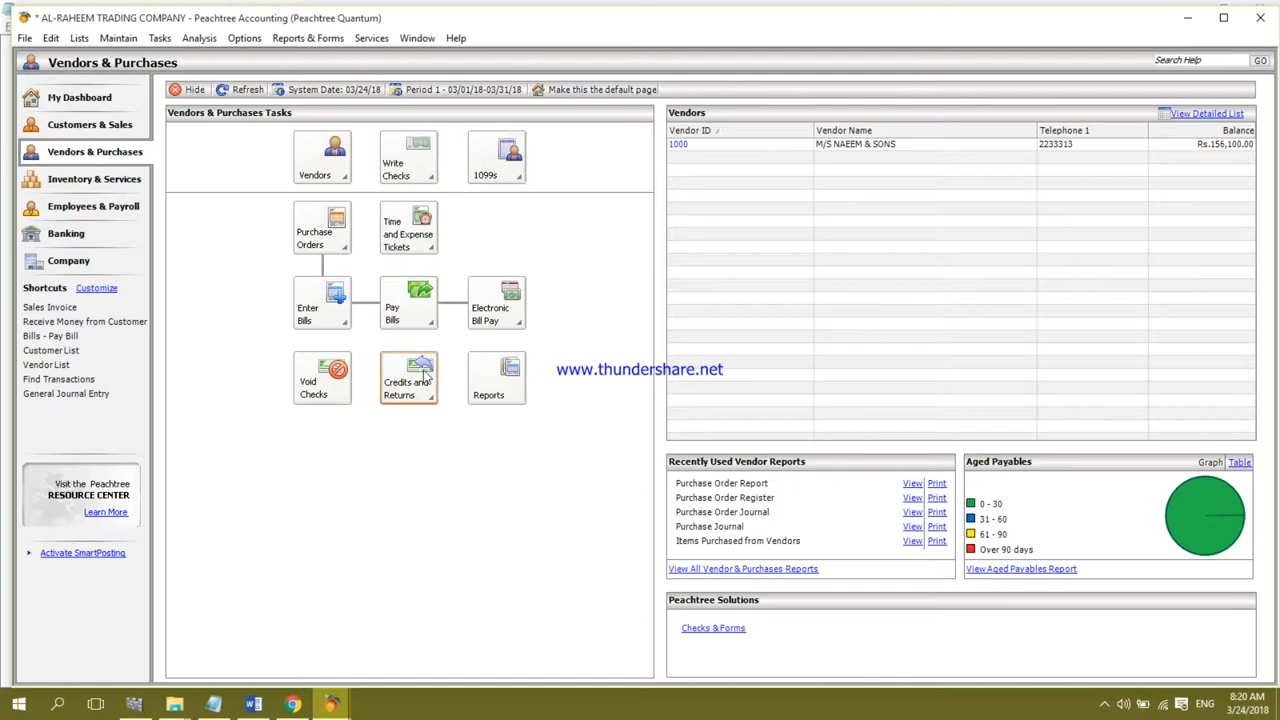 * AL-RAHEEM TRADING COMPANY - Peachtree Accounting (Peachtree Quantum)
File Edit Lists Maintain Tasks Analysis Options Reports & Forms Services Window Help
Vendors & Purchases
Search Help
GO
Hide Refresh System Date: 03/24/18 Period 1 - 03/01/18-03/31/18 Make this the default page
My Dashboard
Customers & Sales
Vendors & Purchases
Inventory & Services
Employees & Payroll
Banking
Company
Shortcuts Customize
Sales Invoice
Receive Money from Customer
Bills - Pay Bill
Customer List
Vendor List
Find Transactions
General Journal Entry
Visit the Peachtree
RESOURCE CENTER
Learn More
Activate SmartPosting
Vendors & Purchases Tasks
Vendors
Write
Checks
1099s
Purchase
Orders
Time
and Expense
Tickets
Enter
Bills
Pay
Bills
Electronic
Bill Pay
Void
Checks
Credits and
Returns
Reports
www.thundershare.net
Vendors
View Detailed List
Vendor ID Vendor Name Telephone 1 Balance
1000 M/S NAEEM & SONS 2233313 Rs.156,100.00
Recently Used Vendor Reports
Purchase Order Report View Print
Purchase Order Register View Print
Purchase Order Journal View Print
Purchase Journal View Print
Items Purchased from Vendors View Print
View All Vendor & Purchases Reports
Aged Payables
Graph Table
0 - 30
31 - 60
61 - 90
Over 90 days
View Aged Payables Report
Peachtree Solutions
Checks & Forms
ENG
8:20 AM
3/24/2018